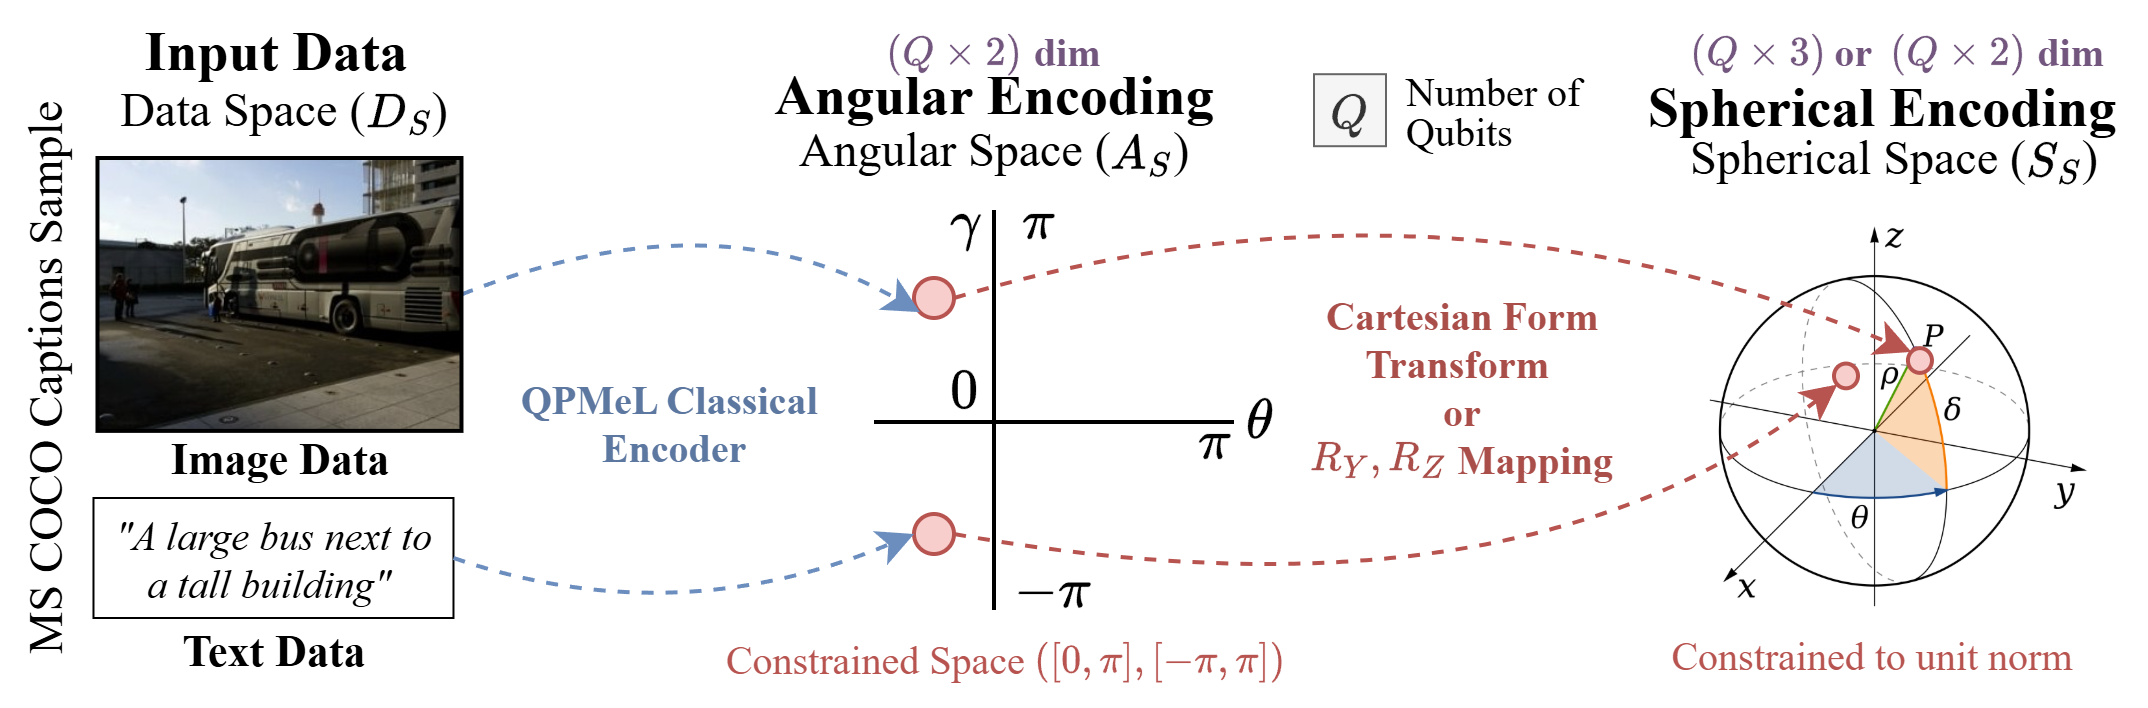 MS COCO Captions Sample
Input Data
Data Space (D_S)
Image Data
"A large bus next to
a tall building"
Text Data
QPMeL Classical
Encoder
(Q × 2) dim
Angular Encoding
Angular Space (A_S)
γ π
0
π θ
−π
Constrained Space ([0, π], [−π, π])
Q
Number of
Qubits
Cartesian Form
Transform
or
R_Y, R_Z Mapping
(Q × 3) or (Q × 2) dim
Spherical Encoding
Spherical Space (S_S)
z
P
ρ
δ
θ
y
x
Constrained to unit norm